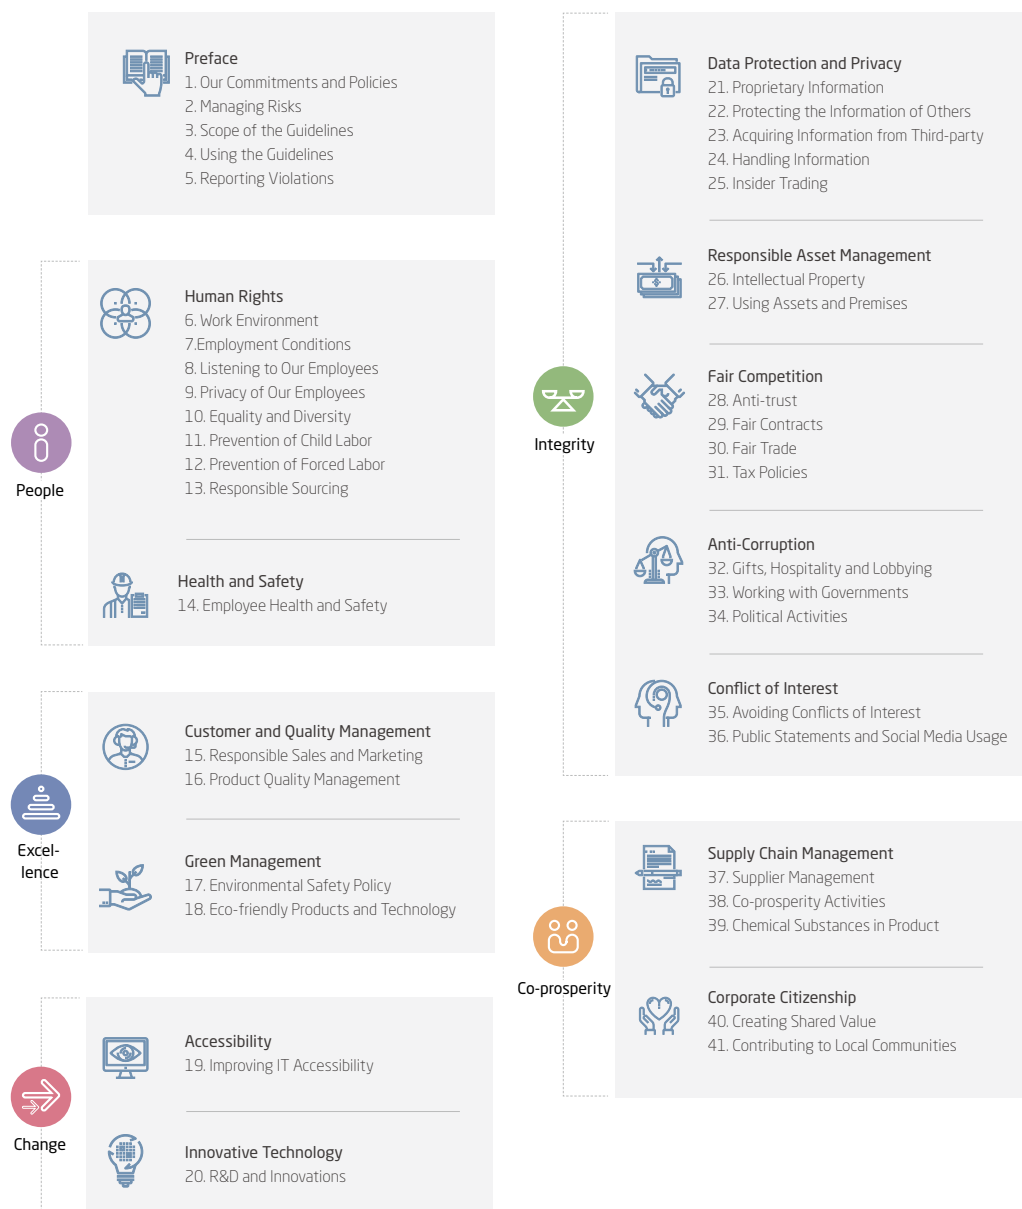 Preface
1. Our Commitments and Policies
2. Managing Risks
3. Scope of the Guidelines
4. Using the Guidelines
5. Reporting Violations
People
Human Rights
6. Work Environment
7.Employment Conditions
8. Listening to Our Employees
9. Privacy of Our Employees
10. Equality and Diversity
11. Prevention of Child Labor
12. Prevention of Forced Labor
13. Responsible Sourcing
Health and Safety
14. Employee Health and Safety
Excel-
lence
Customer and Quality Management
15. Responsible Sales and Marketing
16. Product Quality Management
Green Management
17. Environmental Safety Policy
18. Eco-friendly Products and Technology
Change
Accessibility
19. Improving IT Accessibility
Innovative Technology
20. R&D and Innovations
Integrity
Data Protection and Privacy
21. Proprietary Information
22. Protecting the Information of Others
23. Acquiring Information from Third-party
24. Handling Information
25. Insider Trading
Responsible Asset Management
26. Intellectual Property
27. Using Assets and Premises
Fair Competition
28. Anti-trust
29. Fair Contracts
30. Fair Trade
31. Tax Policies
Anti-Corruption
32. Gifts, Hospitality and Lobbying
33. Working with Governments
34. Political Activities
Conflict of Interest
35. Avoiding Conflicts of Interest
36. Public Statements and Social Media Usage
Co-prosperity
Supply Chain Management
37. Supplier Management
38. Co-prosperity Activities
39. Chemical Substances in Product
Corporate Citizenship
40. Creating Shared Value
41. Contributing to Local Communities